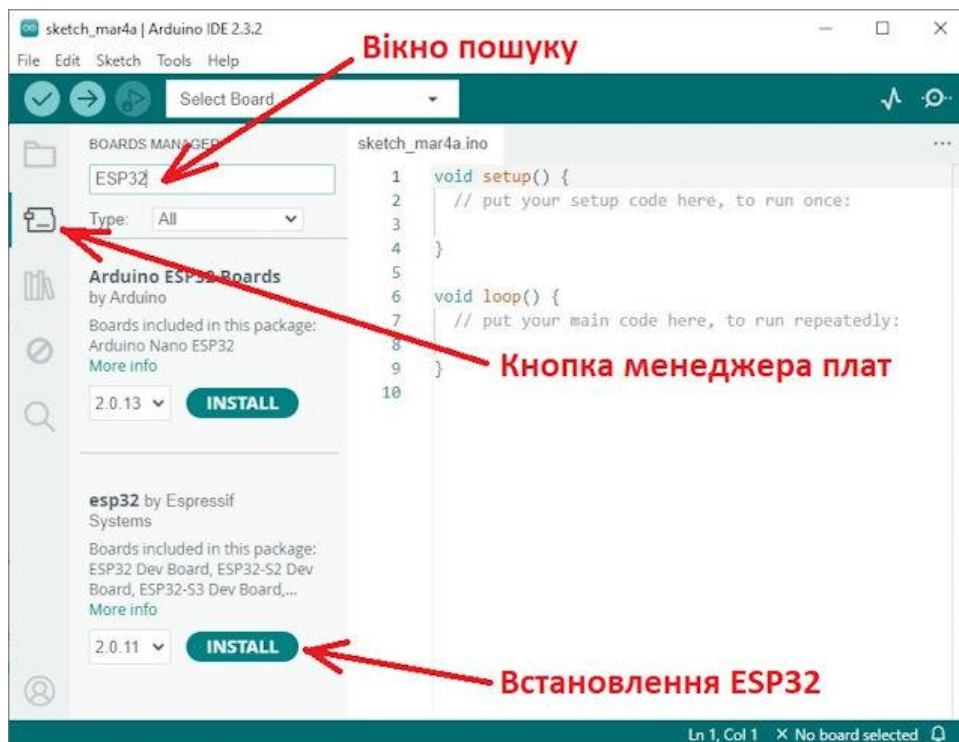 sketch_mar4a | Arduino IDE 2.3.2
File Edit Sketch Tools Help
Вікно пошуку
Select Board
BOARDS MANAGER
ESP32
Type: All
Arduino ESP32 Boards
by Arduino
Boards included in this package:
Arduino Nano ESP32
More info
2.0.13 INSTALL
esp32 by Espressif
Systems
Boards included in this package:
ESP32 Dev Board, ESP32-S2 Dev
Board, ESP32-S3 Dev Board,...
More info
2.0.11 INSTALL
sketch_mar4a.ino
1 void setup() {
2 // put your setup code here, to run once:
3
4 }
5
6 void loop() {
7 // put your main code here, to run repeatedly:
8
9 }
10
Кнопка менеджера плат
Встановлення ESP32
Ln 1, Col 1 × No board selected